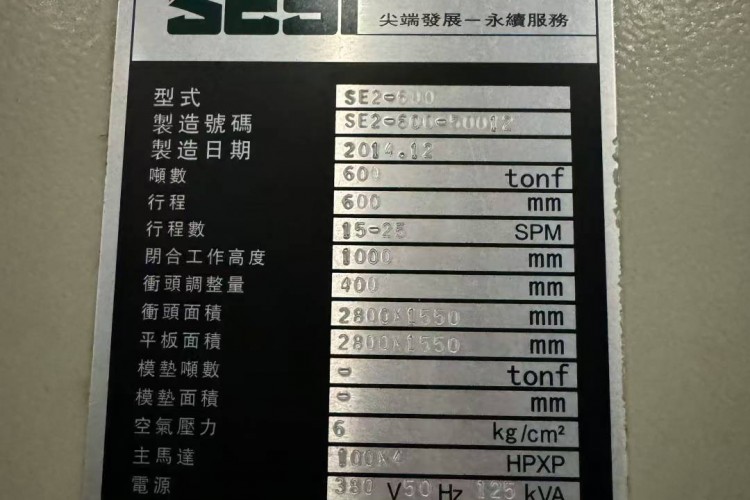 尖端發展一永續服務
型式 SE2-600
製造號碼 SE2-600-50012
製造日期 2014.12
噸數 600 tonf
行程 600 mm
行程數 15-25 SPM
閉合工作高度 1000 mm
衝頭調整量 400 mm
衝頭面積 2800X1550 mm
平板面積 2800X1550 mm
模墊噸數 - tonf
模墊面積 - mm
空氣壓力 6 kg/cm²
主馬達 100X4 HPXP
電源 380 V 50 Hz 125 kVA